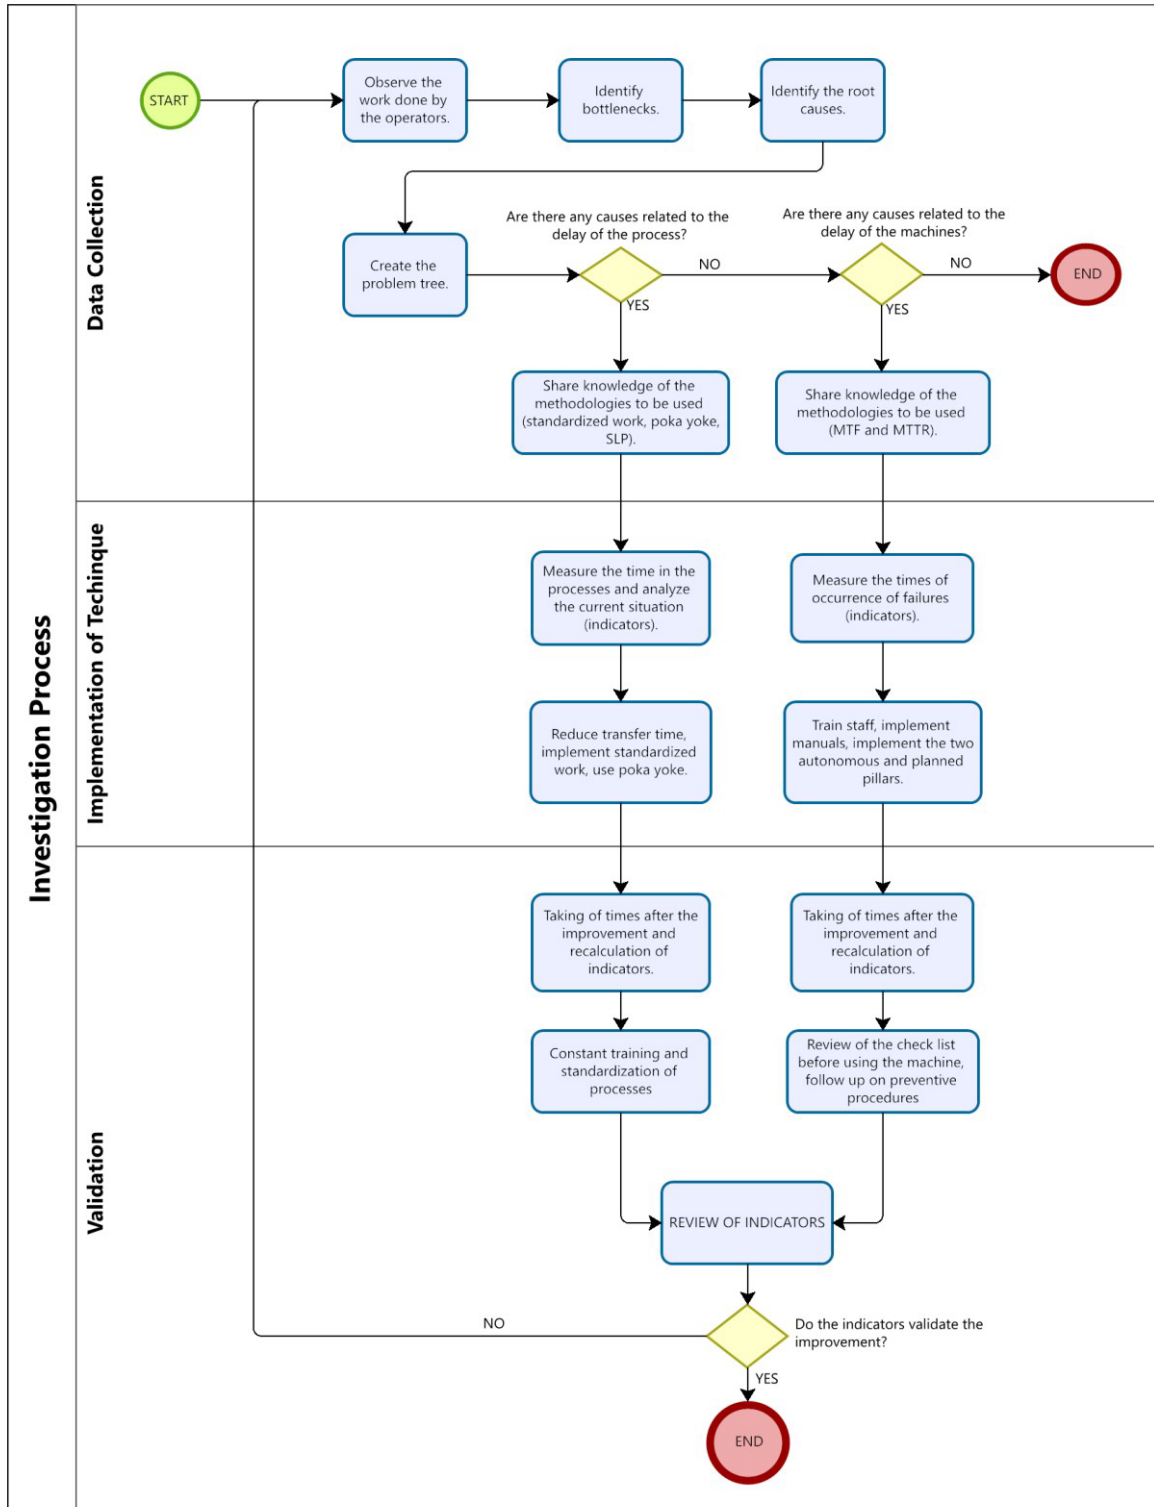 Investigation Process
Data Collection
START
Observe the
work done by
the operators.
Identify
bottlenecks.
Identify the root
causes.
Create the
problem tree.
Are there any causes related to the
delay of the process?
NO
YES
Are there any causes related to the
delay of the machines?
NO
YES
END
Share knowledge of the
methodologies to be used
(standardized work, poka yoke,
SLP).
Share knowledge of the
methodologies to be used
(MTF and MTTR).
Implementation of Techinque
Measure the time in the
processes and analyze
the current situation
(indicators).
Measure the times of
occurrence of failures
(indicators).
Reduce transfer time,
implement standardized
work, use poka yoke.
Train staff, implement
manuals, implement the two
autonomous and planned
pillars.
Validation
Taking of times after the
improvement and
recalculation of
indicators.
Taking of times after the
improvement and
recalculation of
indicators.
Constant training and
standardization of
processes
Review of the check list
before using the machine,
follow up on preventive
procedures
REVIEW OF INDICATORS
Do the indicators validate the
improvement?
NO
YES
END